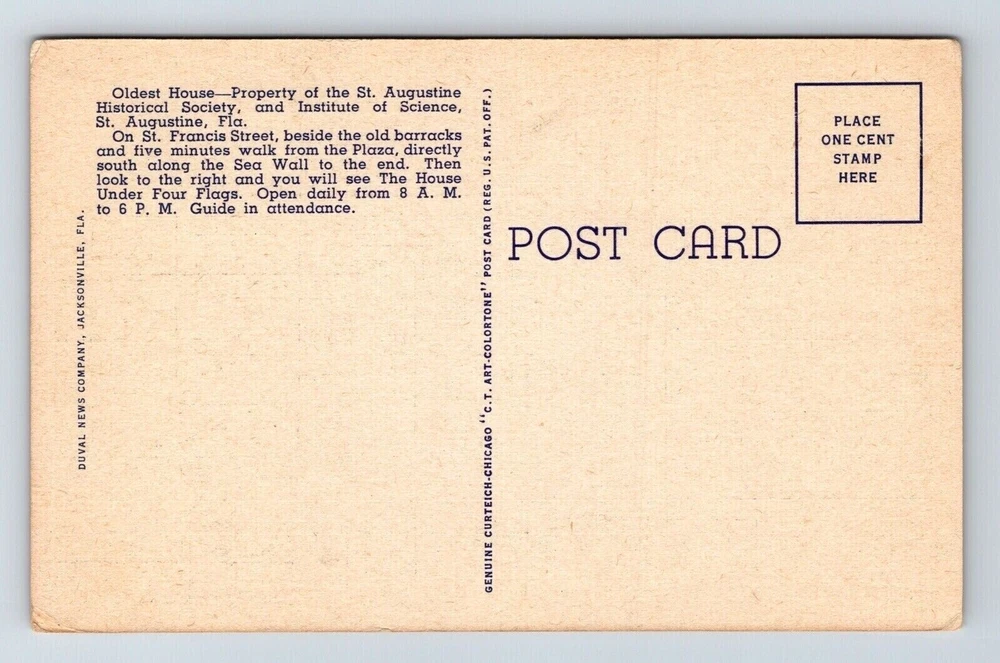 Oldest House—Property of the St. Augustine
Historical Society, and Institute of Science,
St. Augustine, Fla.
On St. Francis Street, beside the old barracks
and five minutes walk from the Plaza, directly
south along the Sea Wall to the end. Then
look to the right and you will see The House
Under Four Flags. Open daily from 8 A. M.
to 6 P. M. Guide in attendance.
DUVAL NEWS COMPANY, JACKSONVILLE, FLA.
GENUINE CURTEICH-CHICAGO "C.T. ART-COLORTONE" POST CARD (REG. U.S. PAT. OFF.)
POST CARD
PLACE
ONE CENT
STAMP
HERE